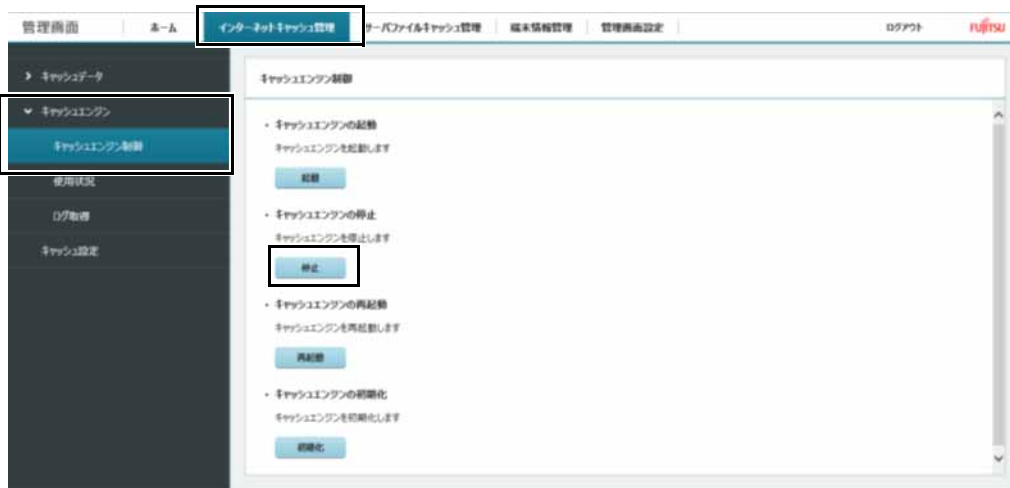 管理画面 ホーム インターネットキャッシュ管理 サーバファイルキャッシュ管理 端末情報管理 管理画面設定 ログアウト FUJITSU
キャッシュデータ
キャッシュエンジン
キャッシュエンジン制御
使用状況
ログ取得
キャッシュ設定
キャッシュエンジン制御
・キャッシュエンジンの起動
キャッシュエンジンを起動します
起動
・キャッシュエンジンの停止
キャッシュエンジンを停止します
停止
・キャッシュエンジンの再起動
キャッシュエンジンを再起動します
再起動
・キャッシュエンジンの初期化
キャッシュエンジンを初期化します
初期化